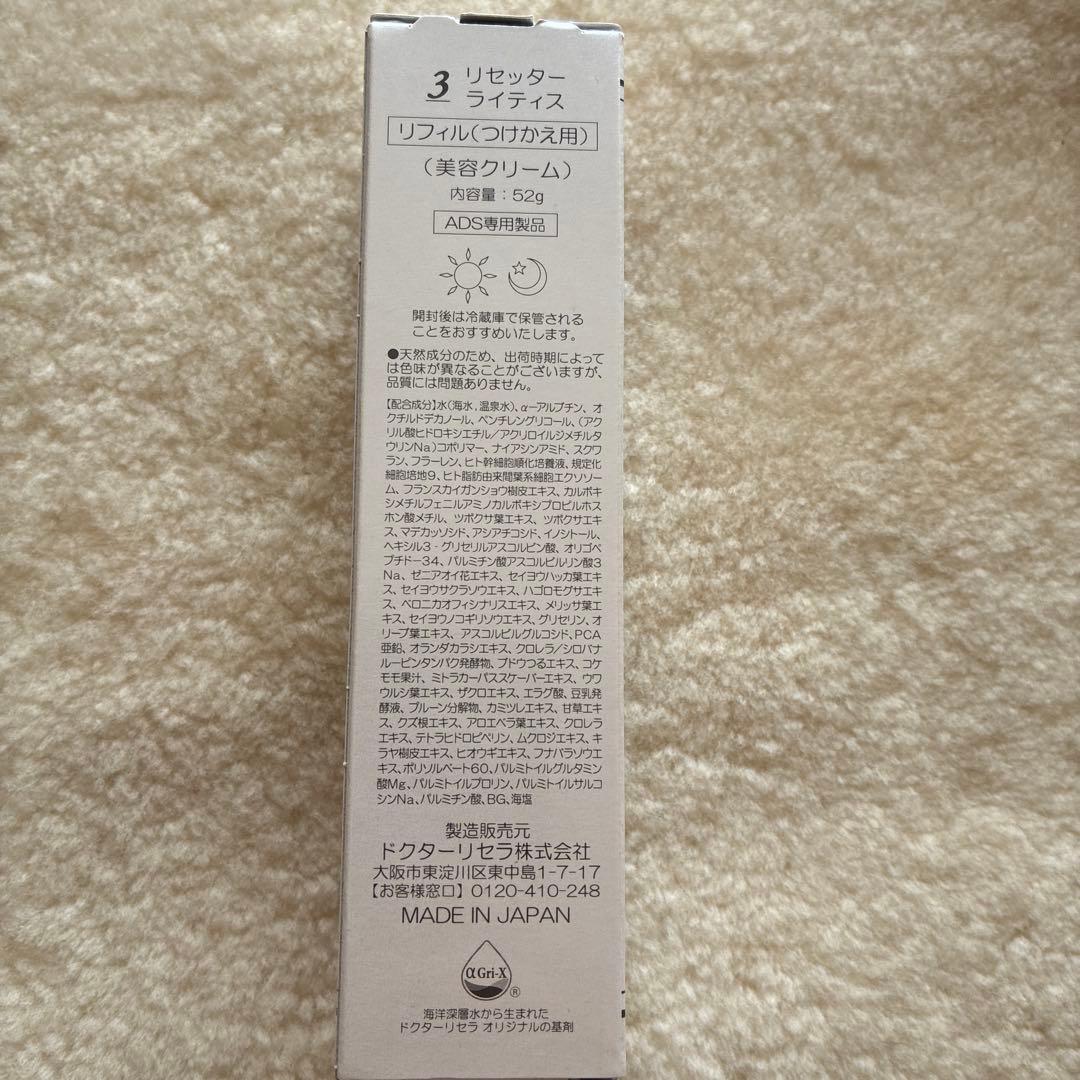 3 リセッター
ライティス
リフィル(つけかえ用)
(美容クリーム)
内容量:52g
ADS専用製品
開封後は冷蔵庫で保管される
ことをおすすめいたします。
●天然成分のため、出荷時期によって
は色味が異なることがございますが、
品質には問題ありません。
【配合成分】水(海水,温泉水)、α-アルブチン、オ
クチルドデカノール、ペンチレングリコール、(アク
リル酸ヒドロキシエチル/アクリロイルジメチルタ
ウリンNa)コポリマー、ナイアシンアミド、スクワ
ラン、フラーレン、ヒト幹細胞順化培養液、規定化
細胞培地9、ヒト脂肪由来間葉系細胞エクソソー
ム、フランスカイガンショウ樹皮エキス、カルボキ
シメチルフェニルアミノカルボキシプロピルホス
ホン酸メチル、ツボクサ葉エキス、ツボクサエキ
ス、マデカッソシド、アシアチコシド、イノシトール、
ヘキシル3-グリセリルアスコルビン酸、オリゴペ
プチド-34、パルミチン酸アスコルビルリン酸3
Na、ゼニアオイ花エキス、セイヨウハッカ葉エキ
ス、セイヨウサクラソウエキス、ハゴロモグサエキ
ス、ベロニカオフィシナリスエキス、メリッサ葉エ
キス、セイヨウノコギリソウエキス、グリセリン、オ
リーブ葉エキス、アスコルビルグルコシド、PCA
亜鉛、オランダカラシエキス、クロレラ/シロバナ
ルーピンタンパク発酵物、ブドウつるエキス、コケ
モモ果汁、ミトラカーパススケーバーエキス、ウワ
ウルシ葉エキス、ザクロエキス、エラグ酸、豆乳発
酵液、プルーン分解物、カミツレエキス、甘草エキ
ス、クズ根エキス、アロエベラ葉エキス、クロレラ
エキス、テトラヒドロピペリン、ムクロジエキス、キ
ラヤ樹皮エキス、ヒオウギエキス、フナバラソウエ
キス、ポリソルベート60、パルミトイルグルタミン
酸Mg、パルミトイルプロリン、パルミトイルサルコ
シンNa、パルミチン酸、BG、海塩
製造販売元
ドクターリセラ株式会社
大阪市東淀川区東中島1-7-17
【お客様窓口】0120-410-248
MADE IN JAPAN
αGri-X®
海洋深層水から生まれた
ドクターリセラ オリジナルの基剤